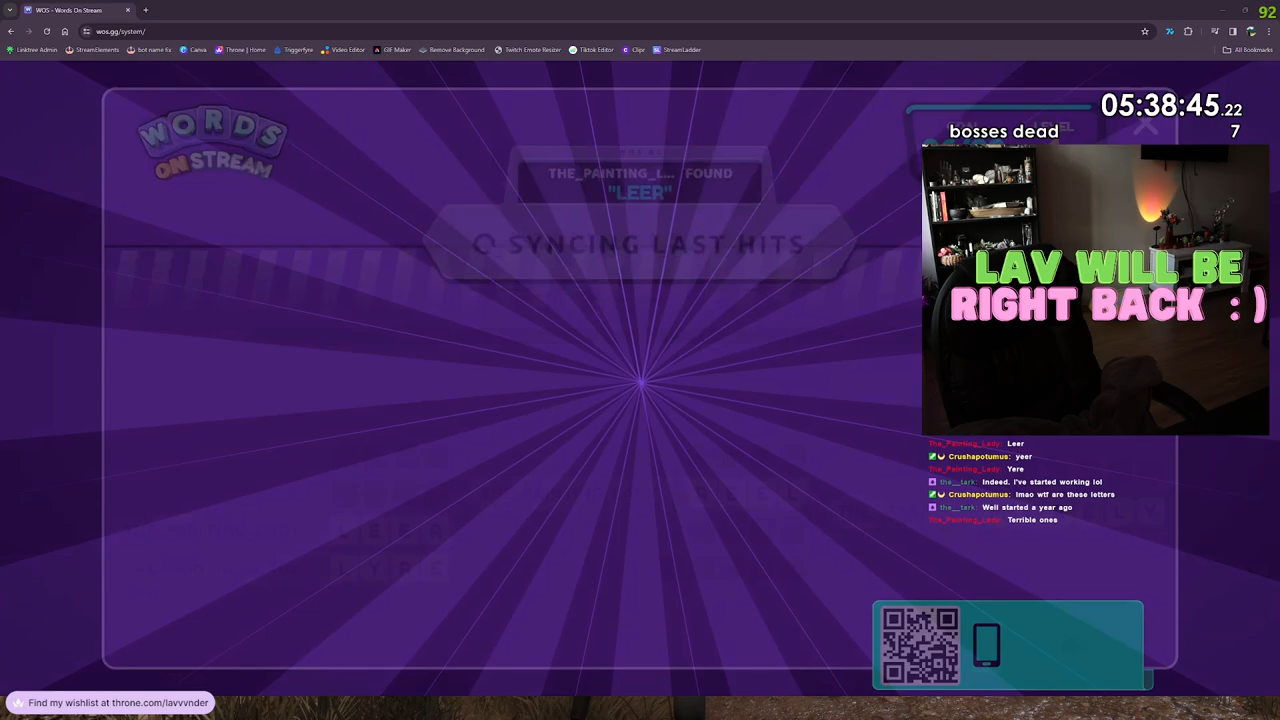 92
WOS - Words On Stream
wos.gg/system/
Linktree Admin
StreamElements
bot name fix
Canva
Throne | Home
Triggerfyre
Video Editor
GIF Maker
Remove Background
Twitch Emote Resizer
Tiktok Editor
Clipr
StreamLadder
All Bookmarks
WORDS
ON STREAM
THE_PAINTING_L... FOUND
"LEER"
SYNCING LAST HITS
LEVEL
05:38:45.22
bosses dead 7
LAV WILL BE
RIGHT BACK :)
The_Painting_Lady: Leer
Crushapotumus: yeer
The_Painting_Lady: Yere
the__tark: Indeed. I've started working lol
Crushapotumus: lmao wtf are these letters
the__tark: Well started a year ago
The_Painting_Lady: Terrible ones
Find my wishlist at throne.com/lavvvnder